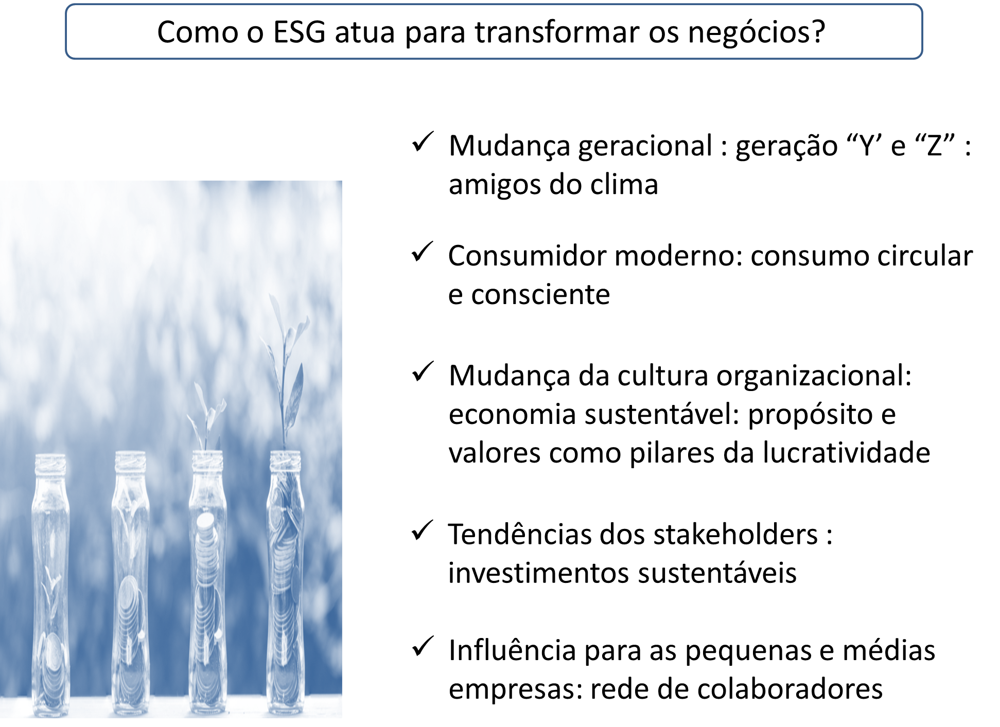 Como o ESG atua para transformar os negócios?
✓ Mudança geracional : geração “Y’ e “Z” :
amigos do clima
✓ Consumidor moderno: consumo circular
e consciente
✓ Mudança da cultura organizacional:
economia sustentável: propósito e
valores como pilares da lucratividade
✓ Tendências dos stakeholders :
investimentos sustentáveis
✓ Influência para as pequenas e médias
empresas: rede de colaboradores